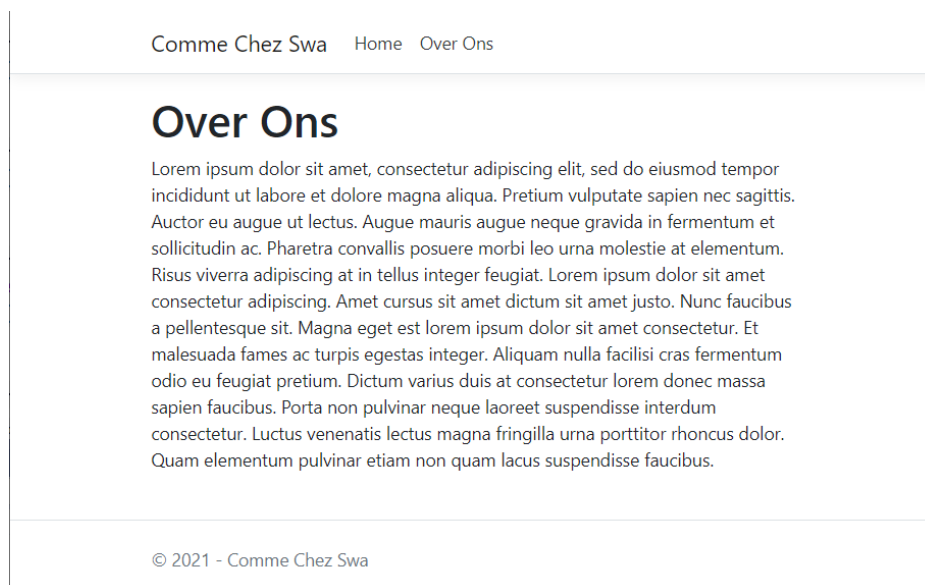 Comme Chez Swa Home Over Ons
Over Ons
Lorem ipsum dolor sit amet, consectetur adipiscing elit, sed do eiusmod tempor
incididunt ut labore et dolore magna aliqua. Pretium vulputate sapien nec sagittis.
Auctor eu augue ut lectus. Augue mauris augue neque gravida in fermentum et
sollicitudin ac. Pharetra convallis posuere morbi leo urna molestie at elementum.
Risus viverra adipiscing at in tellus integer feugiat. Lorem ipsum dolor sit amet
consectetur adipiscing. Amet cursus sit amet dictum sit amet justo. Nunc faucibus
a pellentesque sit. Magna eget est lorem ipsum dolor sit amet consectetur. Et
malesuada fames ac turpis egestas integer. Aliquam nulla facilisi cras fermentum
odio eu feugiat pretium. Dictum varius duis at consectetur lorem donec massa
sapien faucibus. Porta non pulvinar neque laoreet suspendisse interdum
consectetur. Luctus venenatis lectus magna fringilla urna porttitor rhoncus dolor.
Quam elementum pulvinar etiam non quam lacus suspendisse faucibus.
© 2021 - Comme Chez Swa